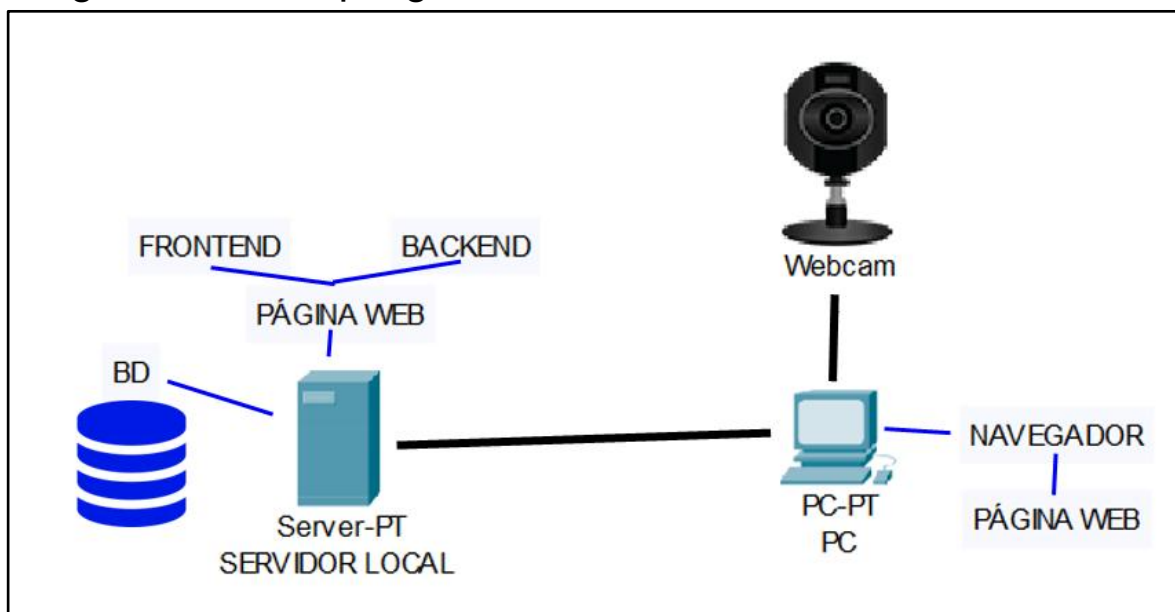 FRONTEND
BACKEND
PÁGINA WEB
BD
Server-PT
SERVIDOR LOCAL
Webcam
PC-PT
PC
NAVEGADOR
PÁGINA WEB